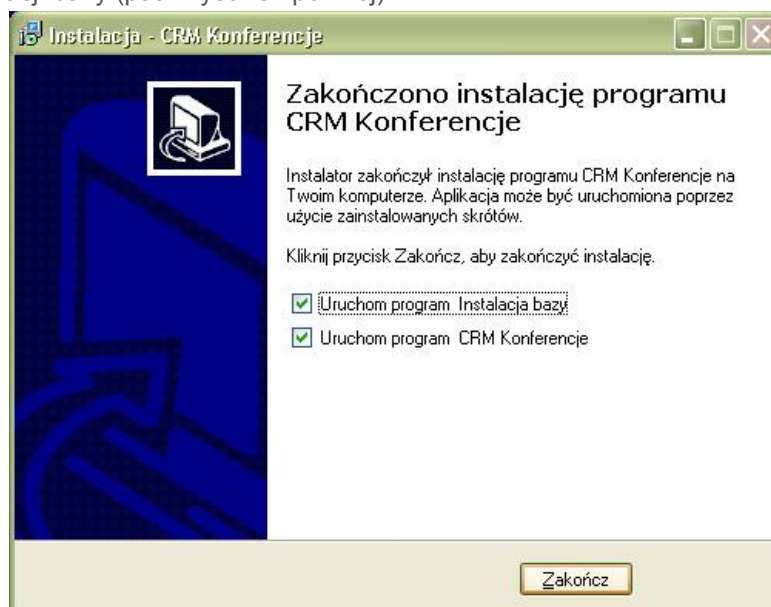 Instalacja - CRM Konferencje
Zakończono instalację programu
CRM Konferencje
Instalator zakończył instalację programu CRM Konferencje na
Twoim komputerze. Aplikacja może być uruchomiona poprzez
użycie zainstalowanych skrótów.
Kliknij przycisk Zakończ, aby zakończyć instalację.
Uruchom program Instalacja bazy
Uruchom program CRM Konferencje
Zakończ